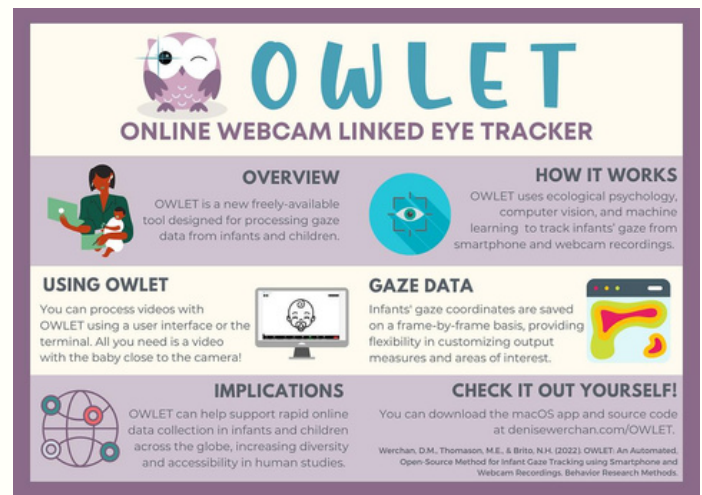 OWLET
ONLINE WEBCAM LINKED EYE TRACKER
OVERVIEW
OWLET is a new freely-available
tool designed for processing gaze
data from infants and children.
HOW IT WORKS
OWLET uses ecological psychology,
computer vision, and machine
learning to track infants' gaze from
smartphone and webcam recordings.
USING OWLET
You can process videos with
OWLET using a user interface or the
terminal. All you need is a video
with the baby close to the camera!
GAZE DATA
Infants' gaze coordinates are saved
on a frame-by-frame basis, providing
flexibility in customizing output
measures and areas of interest.
IMPLICATIONS
OWLET can help support rapid online
data collection in infants and children
across the globe, increasing diversity
and accessibility in human studies.
CHECK IT OUT YOURSELF!
You can download the macOS app and source code
at denisewerchan.com/OWLET.
Werchan, D.M., Thomason, M.E., & Brito, N.H. (2022). OWLET: An Automated,
Open-Source Method for Infant Gaze Tracking using Smartphone and
Webcam Recordings. Behavior Research Methods.